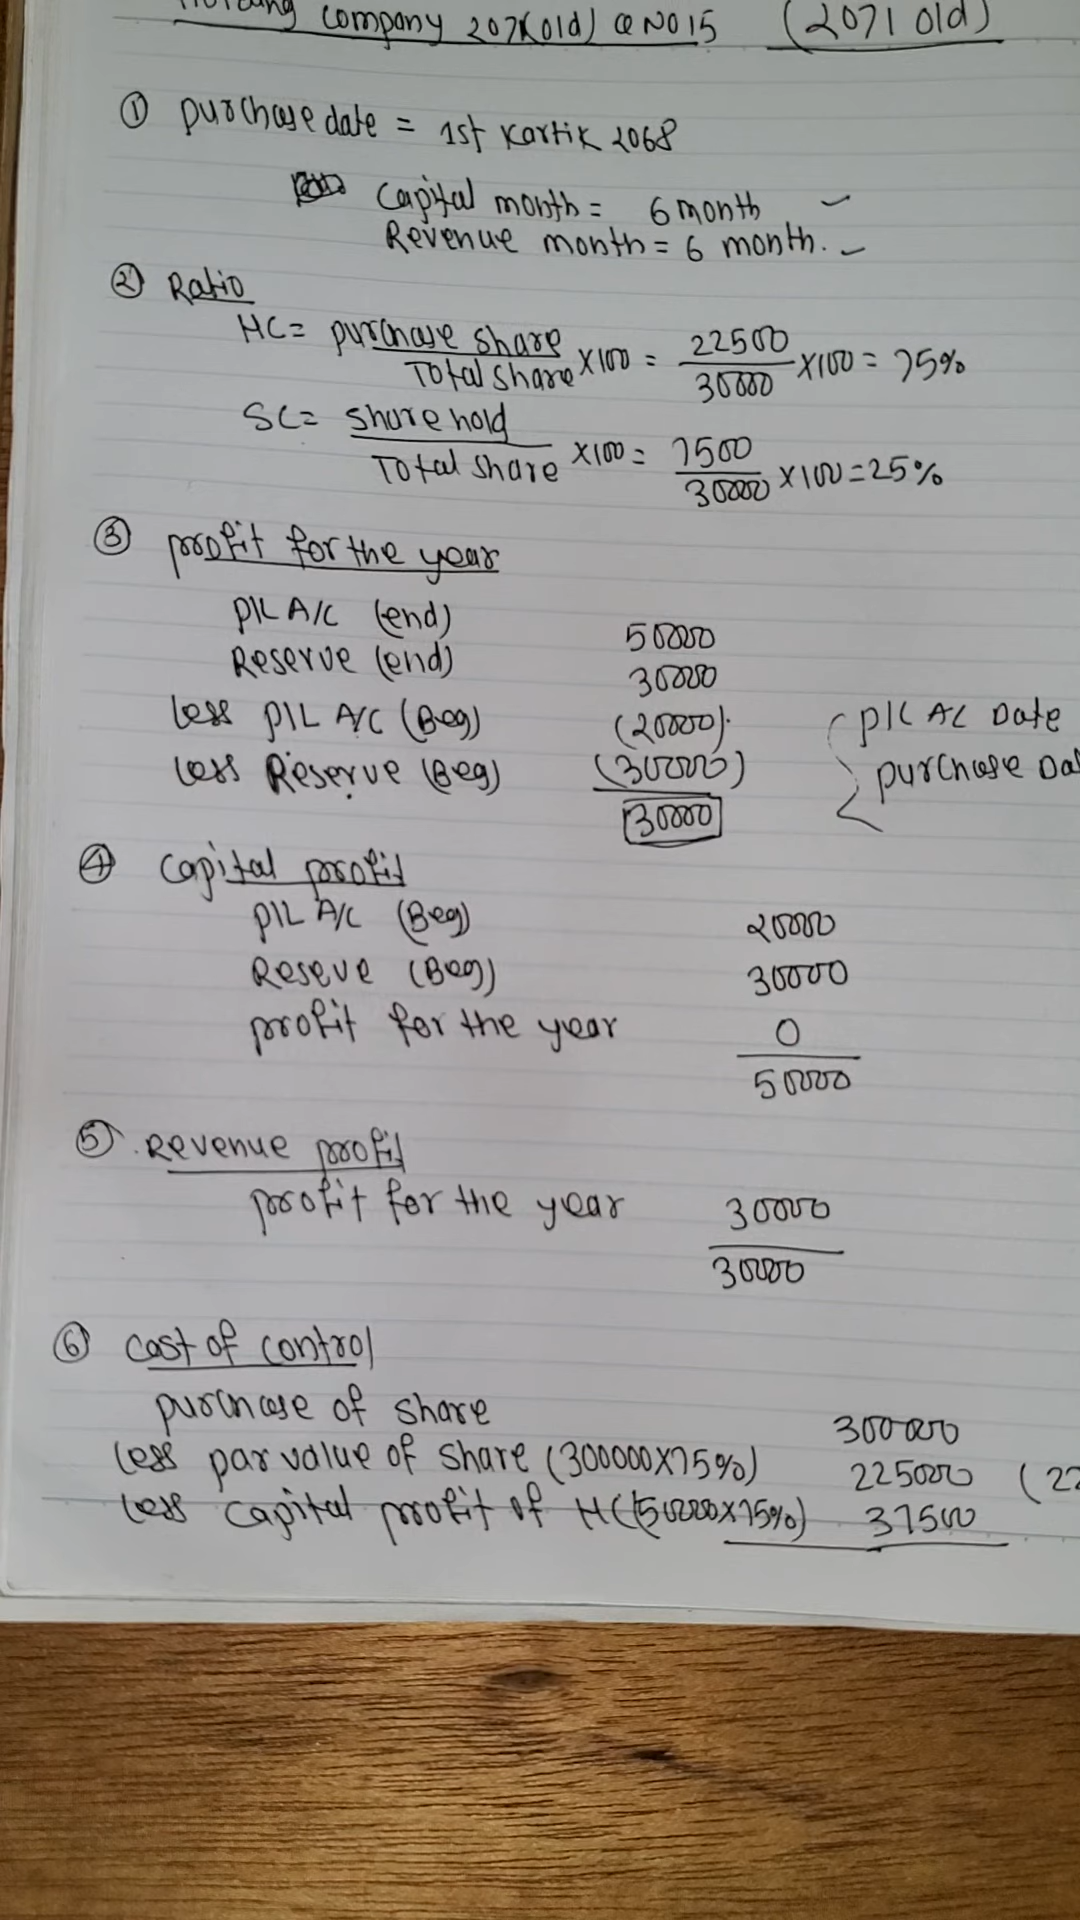 Holding Company 207(old) Q NO 15 (2071 old)
① purchase date = 1st Kartik 2068
Capital month = 6 month
Revenue month = 6 month.
② Ratio
HC = purchase share / Total share ×100 = 22500 / 30000 ×100 = 75%
SC = share hold / Total share ×100 = 7500 / 30000 ×100 = 25%
③ profit for the year
P/L A/C (end) 50000
Reserve (end) 30000
Less P/L A/C (Beg) (20000) P/L AC Date
Less Reserve (Beg) (30000) purchase Da
30000
④ Capital profit
P/L A/C (Beg) 20000
Reseve (Beg) 30000
profit for the year 0
50000
⑤ Revenue profit
profit for the year 30000
30000
⑥ Cost of control
purchase of share 300000
Less par value of share (300000×75%) 225000 (22
Less capital profit of HC (50000×75%) 37500